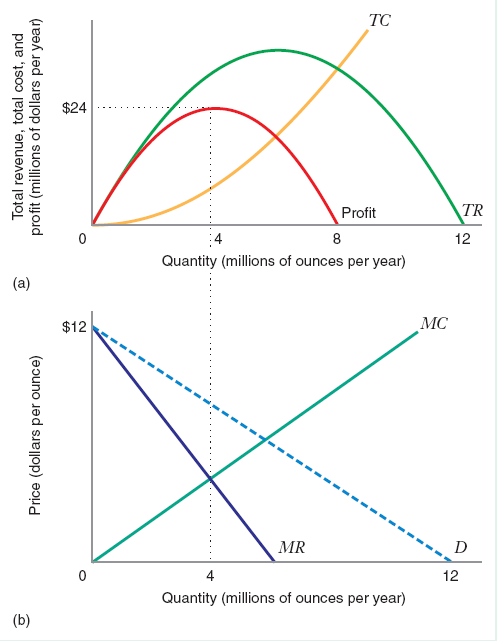 Total revenue, total cost, and
profit (millions of dollars per year)
TC
$24
Profit
TR
0 4 8 12
Quantity (millions of ounces per year)
(a)
Price (dollars per ounce)
$12
MC
MR
D
0 4 12
Quantity (millions of ounces per year)
(b)